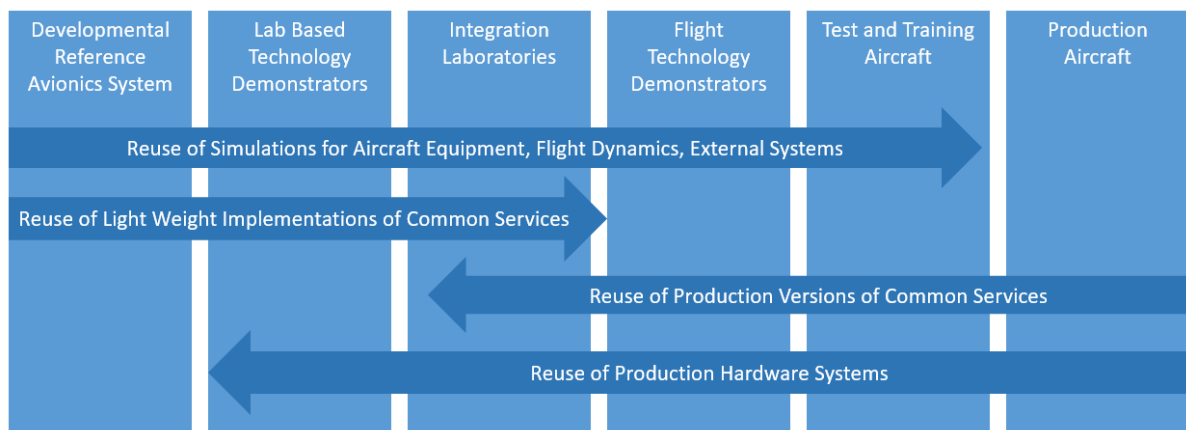 Developmental
Reference
Avionics System
Lab Based
Technology
Demonstrators
Integration
Laboratories
Flight
Technology
Demonstrators
Test and Training
Aircraft
Production
Aircraft
Reuse of Simulations for Aircraft Equipment, Flight Dynamics, External Systems
Reuse of Light Weight Implementations of Common Services
Reuse of Production Versions of Common Services
Reuse of Production Hardware Systems